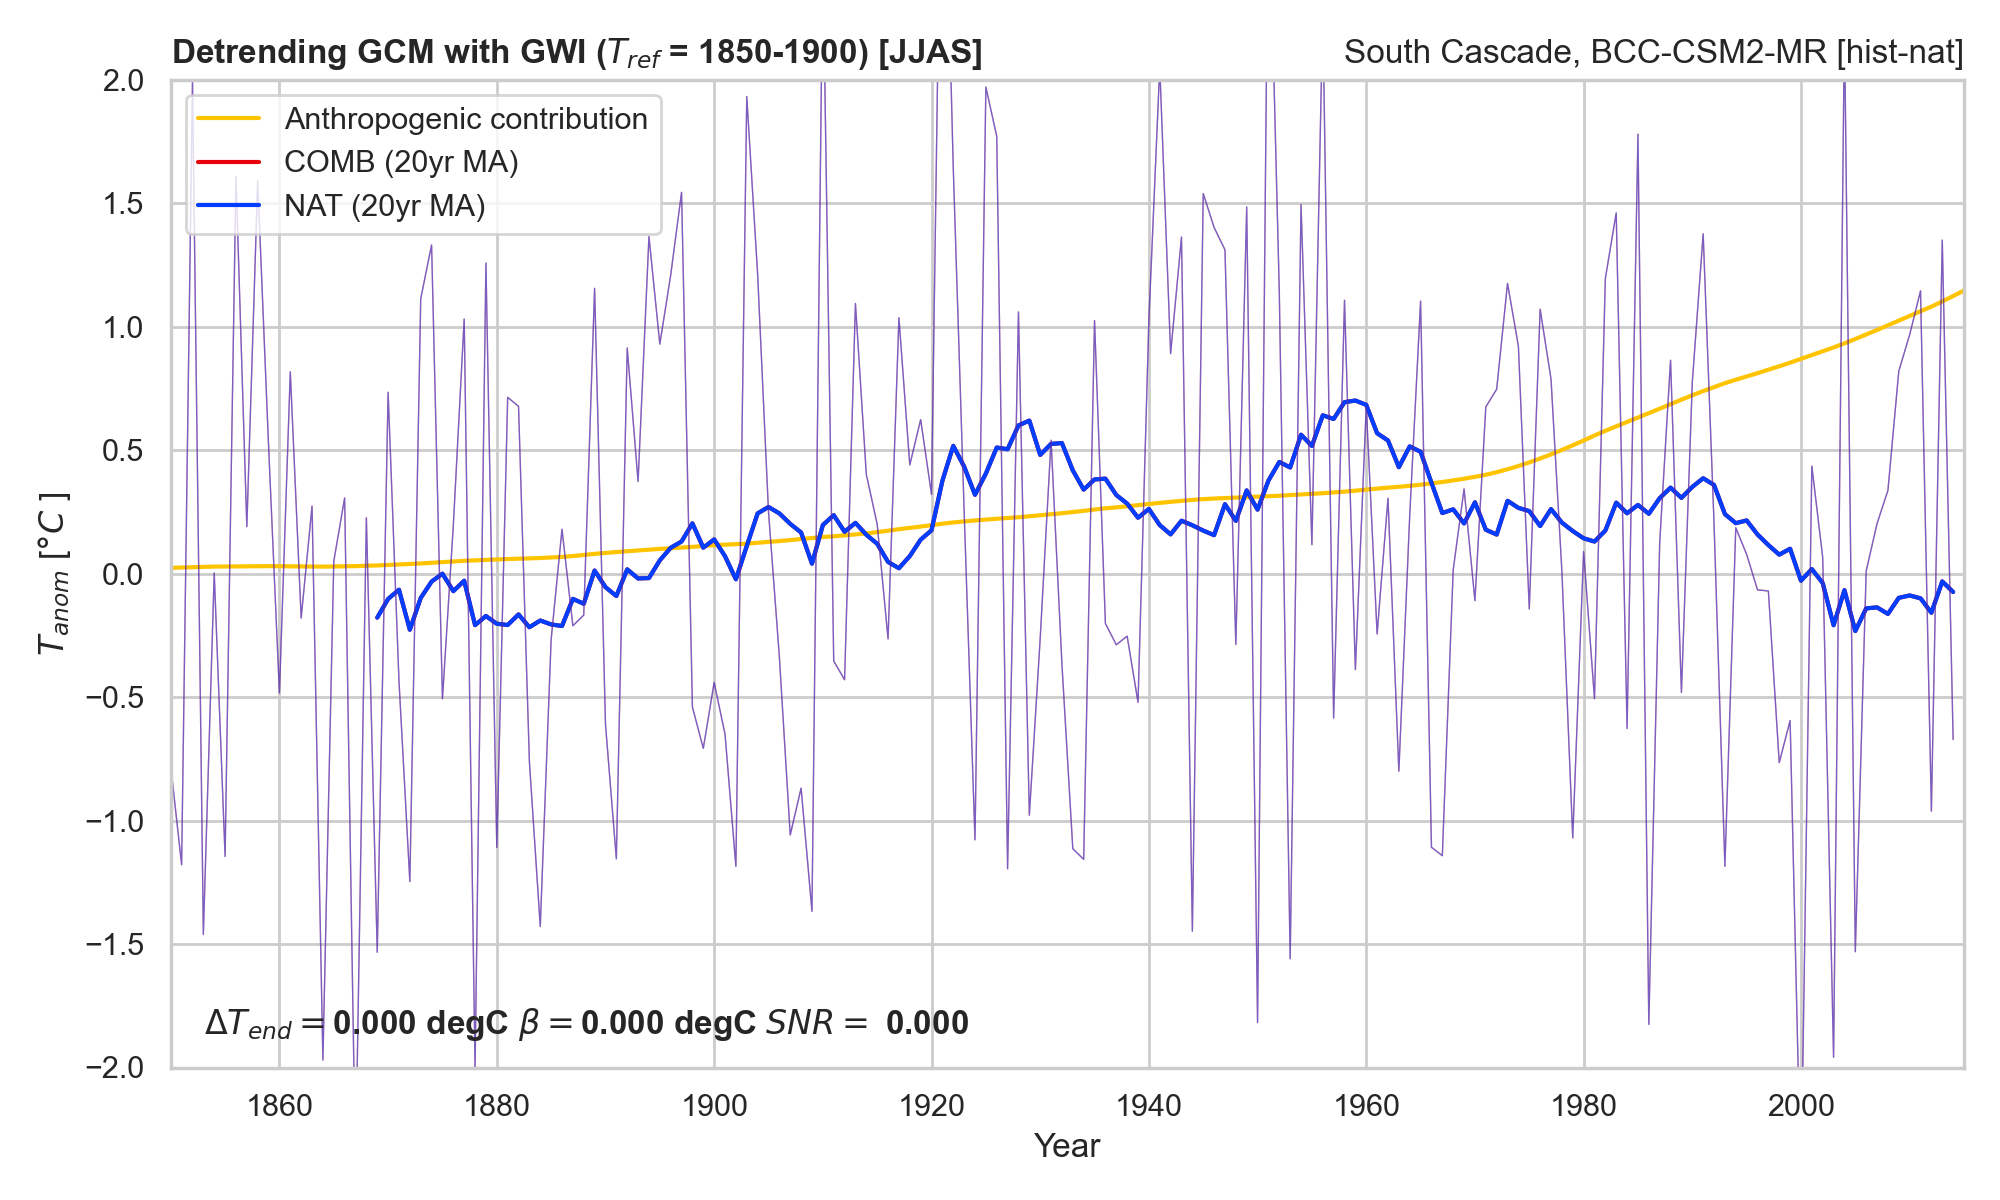 Detrending GCM with GWI (T_ref = 1850-1900) [JJAS]
South Cascade, BCC-CSM2-MR [hist-nat]
Anthropogenic contribution
COMB (20yr MA)
NAT (20yr MA)
2.0
1.5
1.0
0.5
0.0
−0.5
−1.0
−1.5
−2.0
T_anom [°C ]
ΔT_end = 0.000 degC β = 0.000 degC SNR = 0.000
1860 1880 1900 1920 1940 1960 1980 2000
Year